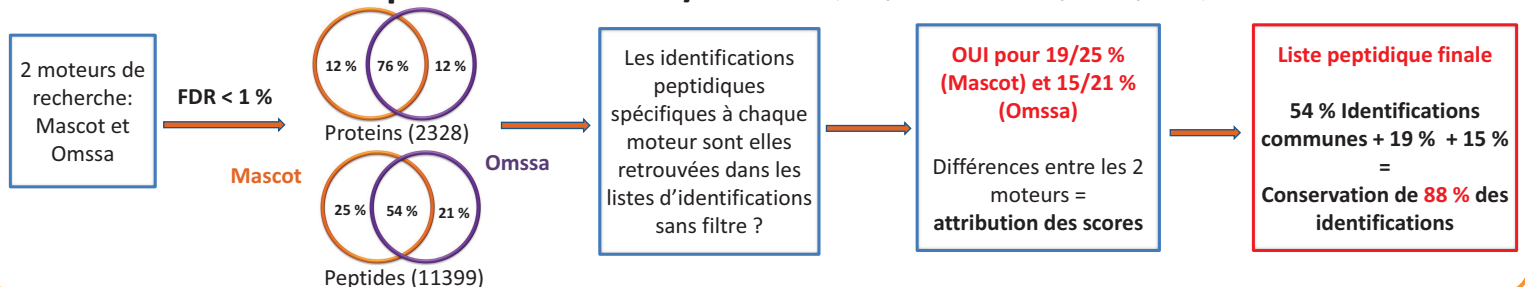 2 moteurs de
recherche:
Mascot et
Omssa
FDR < 1 %
12 % 76 % 12 %
Proteins (2328)
Mascot
Omssa
25 % 54 % 21 %
Peptides (11399)
Les identifications
peptidiques
spécifiques à chaque
moteur sont elles
retrouvées dans les
listes d’identifications
sans filtre ?
OUI pour 19/25 %
(Mascot) et 15/21 %
(Omssa)
Différences entre les 2
moteurs =
attribution des scores
Liste peptidique finale
54 % Identifications
communes + 19 % + 15 %
=
Conservation de 88 % des
identifications